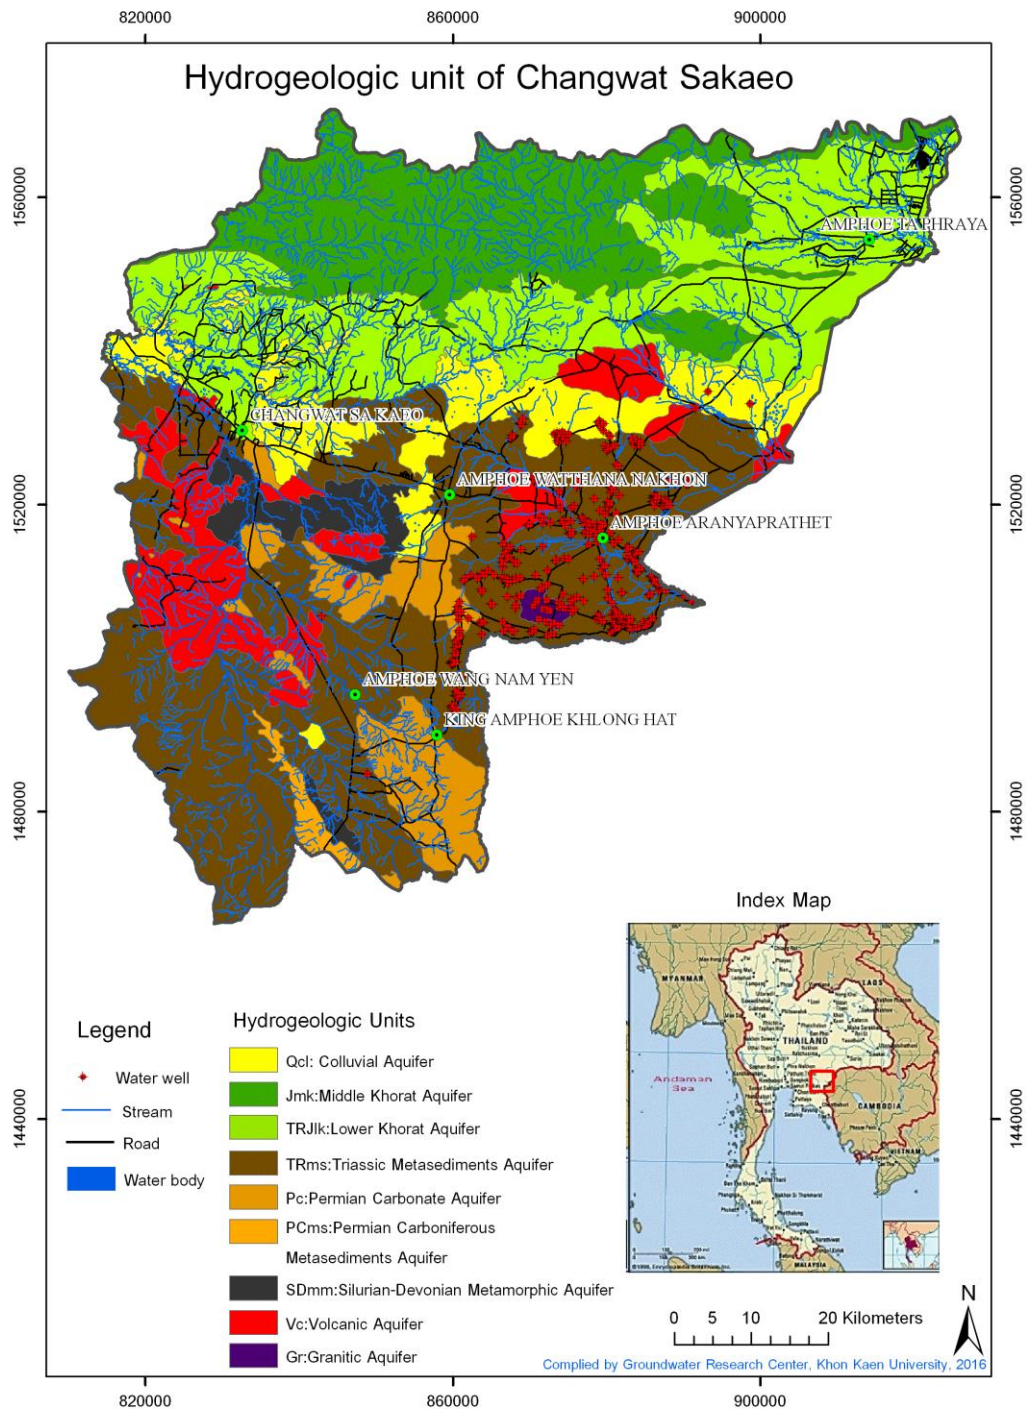 820000
860000
900000
Hydrogeologic unit of Changwat Sakaeo
1560000
1560000
AMPHOE TA PHRAYA
CHANGWAT SA KAEO
AMPHOE WATTHANA NAKHON
1520000
1520000
AMPHOE ARANYAPRATHET
AMPHOE WANG NAM YEN
KING AMPHOE KHLONG HAT
1480000
1480000
Index Map
MYANMAR
LAOS
THAILAND
Andaman
Sea
CAMBODIA
VIETNAM
MALAYSIA
1440000
1440000
Legend
Water well
Stream
Road
Water body
Hydrogeologic Units
Qcl: Colluvial Aquifer
Jmk:Middle Khorat Aquifer
TRJlk:Lower Khorat Aquifer
TRms:Triassic Metasediments Aquifer
Pc:Permian Carbonate Aquifer
PCms:Permian Carboniferous
Metasediments Aquifer
SDmm:Silurian-Devonian Metamorphic Aquifer
Vc:Volcanic Aquifer
Gr:Granitic Aquifer
N
0 5 10 20 Kilometers
Complied by Groundwater Research Center, Khon Kaen University, 2016
820000
860000
900000